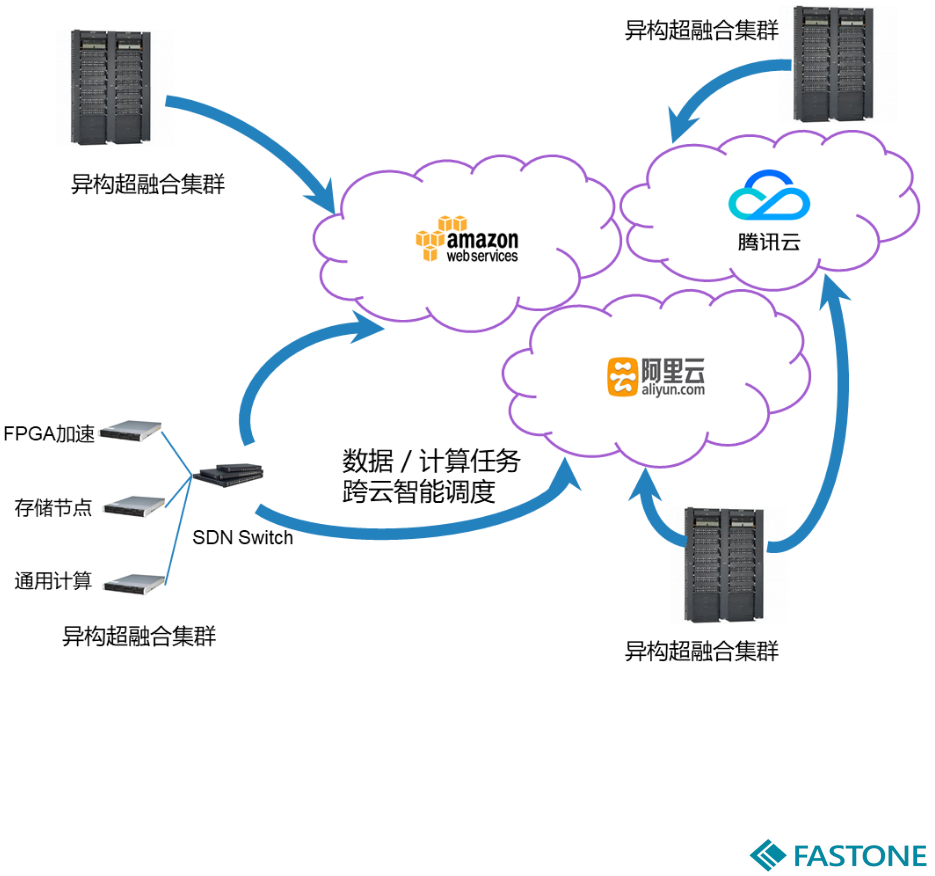 异构超融合集群
异构超融合集群
腾讯云
amazon
web services
阿里云
aliyun.com
FPGA加速
存储节点
通用计算
SDN Switch
异构超融合集群
数据 / 计算任务
跨云智能调度
异构超融合集群
FASTONE